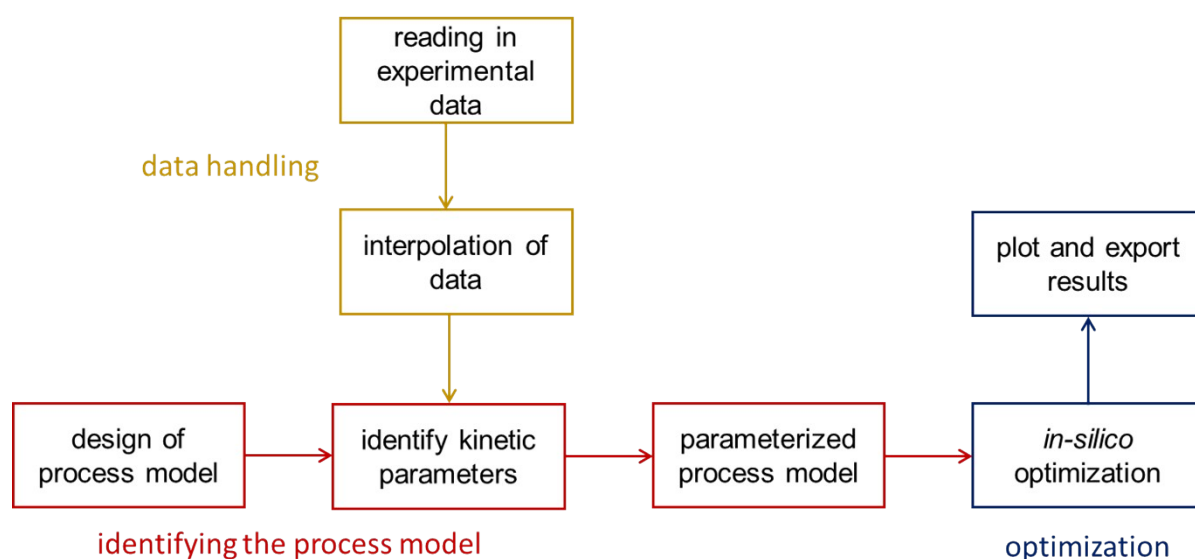 reading in
experimental
data
data handling
interpolation of
data
plot and export
results
design of
process model
identify kinetic
parameters
parameterized
process model
in-silico
optimization
identifying the process model
optimization